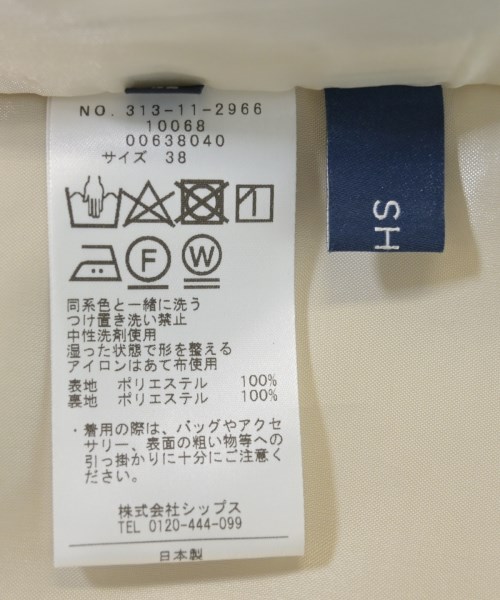 NO. 313-11-2966
10068
00638040
サイズ 38
F
W
同系色と一緒に洗う
つけ置き洗い禁止
中性洗剤使用
湿った状態で形を整える
アイロンはあて布使用
表地 ポリエステル 100%
裏地 ポリエステル 100%
・着用の際は、バッグやアクセ
サリー、表面の粗い物等への
引っ掛かりに十分にご注意く
ださい。
株式会社シップス
TEL 0120-444-099
日本製
SH